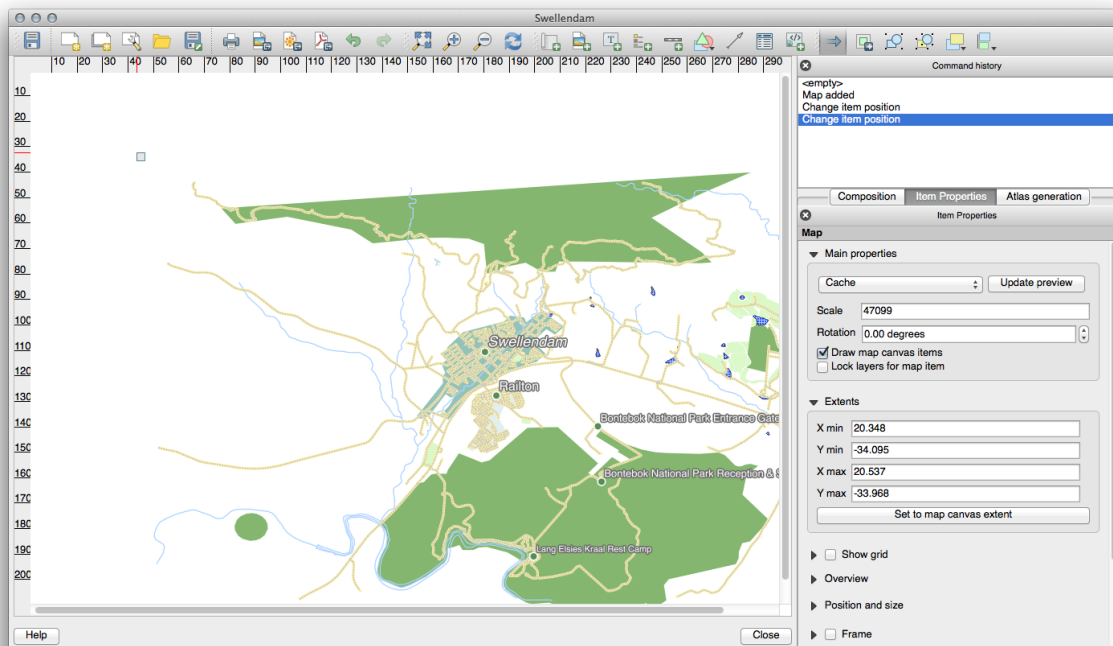 Swellendam
10 20 30 40 50 60 70 80 90 100 110 120 130 140 150 160 170 180 190 200 210 220 230 240 250 260 270 280 290
10
20
30
40
50
60
70
80
90
100
110
120
130
140
150
160
170
180
190
200
Swellendam
Railton
Bontebok National Park Entrance Gate
Bontebok National Park Reception &
Lang Elsies Kraal Rest Camp
Help
Close
Command history
<empty>
Map added
Change item position
Change item position
Composition Item Properties Atlas generation
Item Properties
Map
Main properties
Cache Update preview
Scale 47099
Rotation 0.00 degrees
Draw map canvas items
Lock layers for map item
Extents
X min 20.348
Y min -34.095
X max 20.537
Y max -33.968
Set to map canvas extent
Show grid
Overview
Position and size
Frame